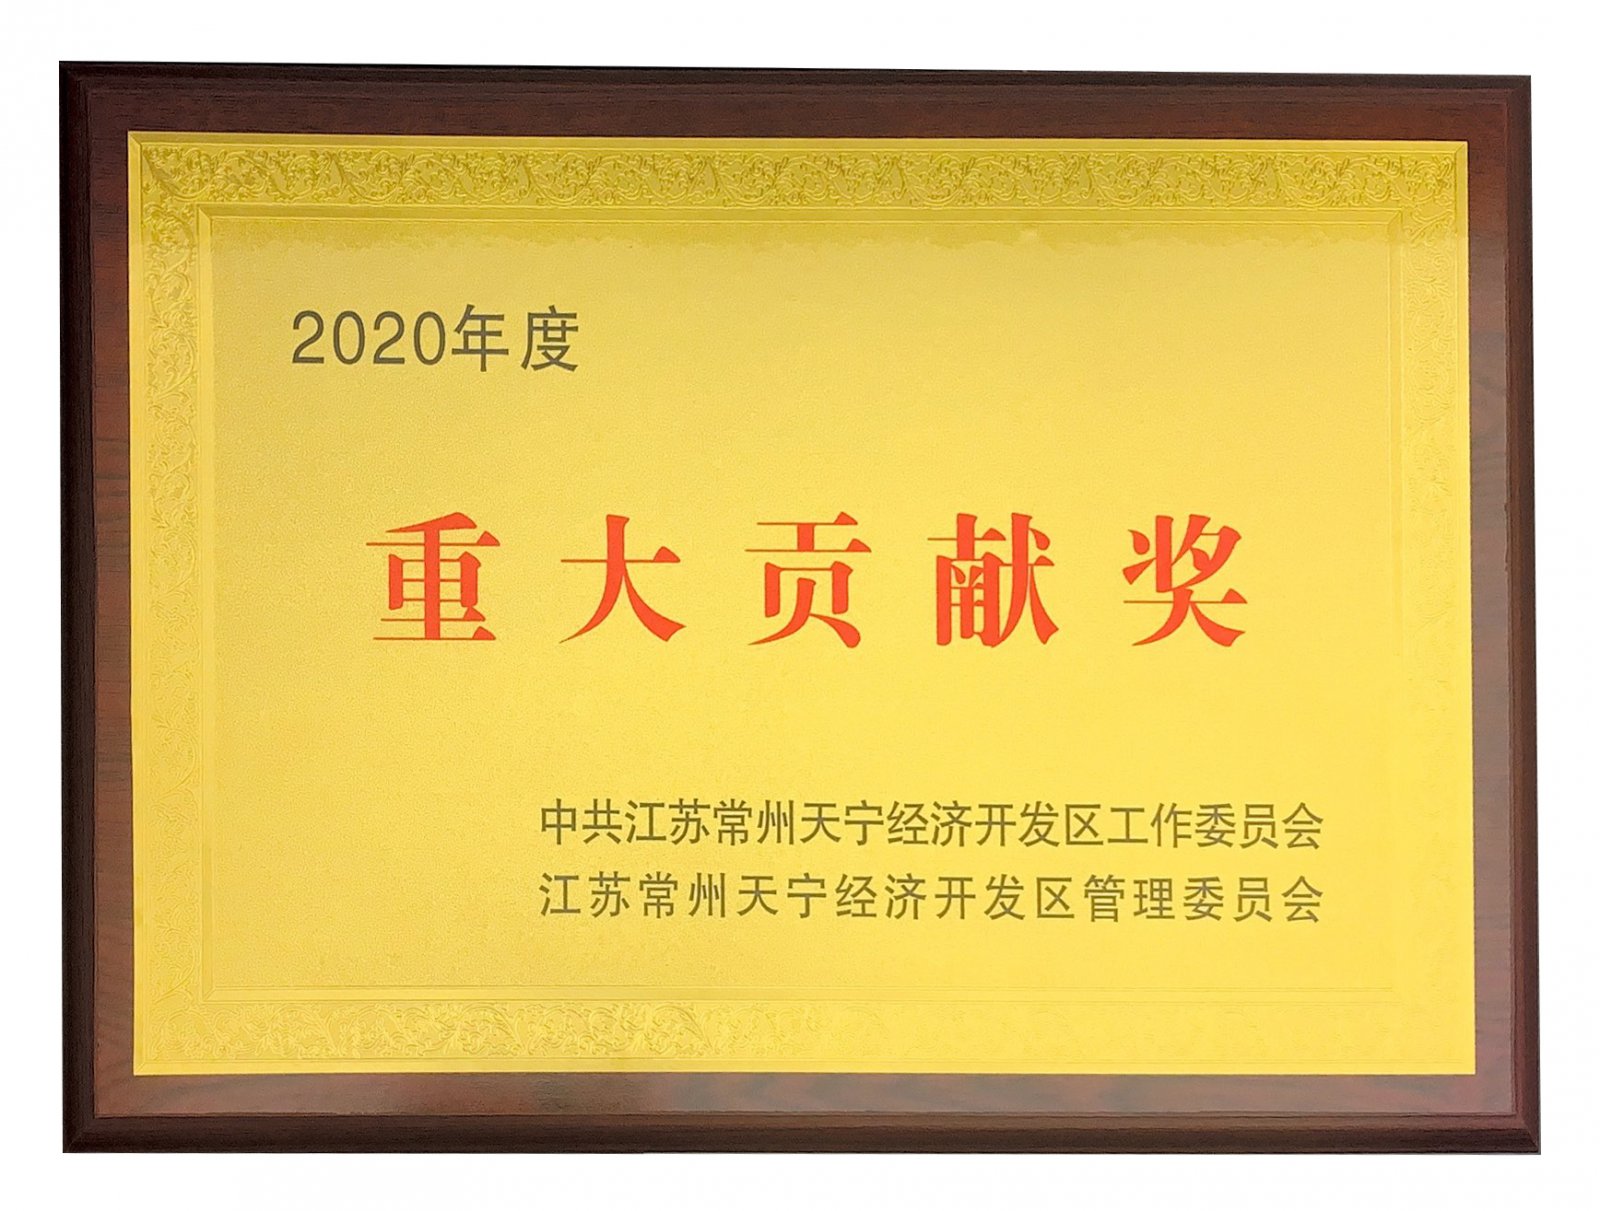 2020年度
重大贡献奖
中共江苏常州天宁经济开发区工作委员会
江苏常州天宁经济开发区管理委员会